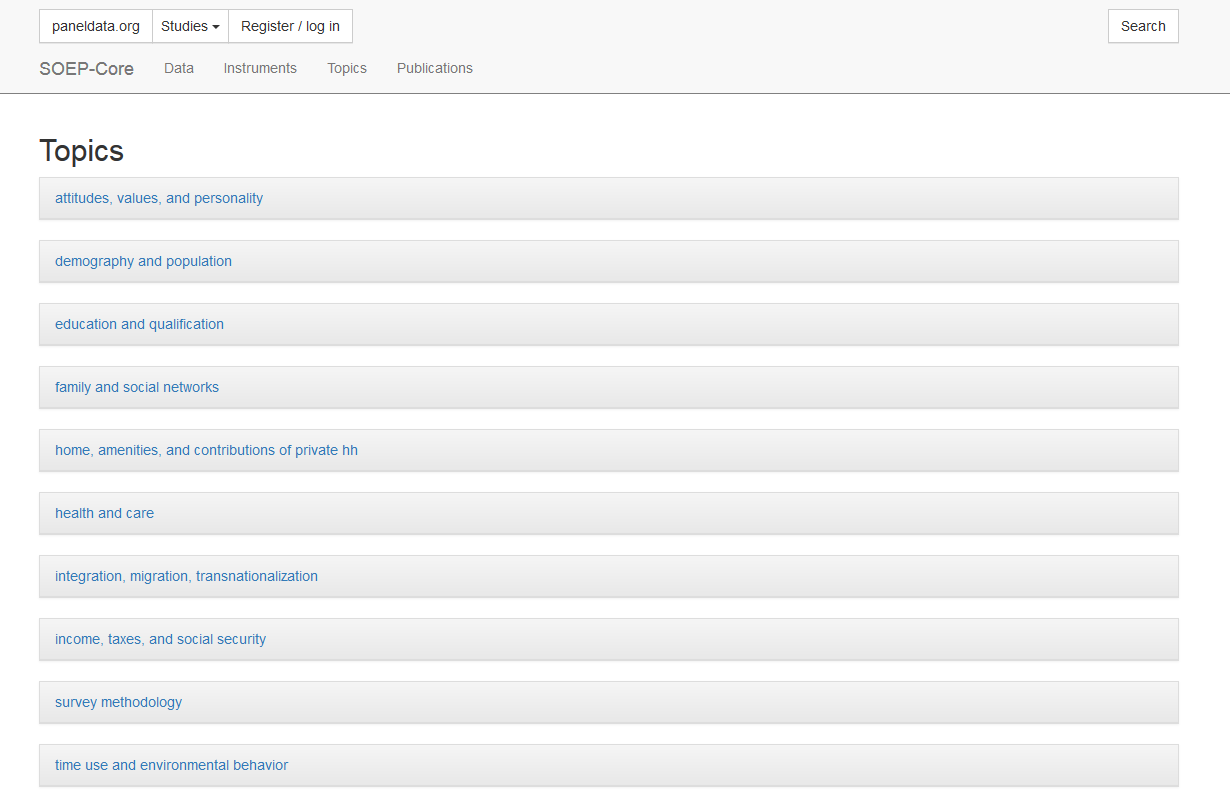 paneldata.org Studies Register / log in Search
SOEP-Core Data Instruments Topics Publications
Topics
attitudes, values, and personality
demography and population
education and qualification
family and social networks
home, amenities, and contributions of private hh
health and care
integration, migration, transnationalization
income, taxes, and social security
survey methodology
time use and environmental behavior